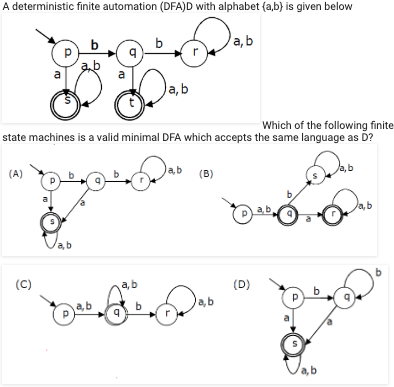 A deterministic finite automation (DFA)D with alphabet {a,b} is given below
p b q b r a, b
a a,b a
s t a, b
Which of the following finite
state machines is a valid minimal DFA which accepts the same language as D?
(A) p b q b r a,b
a a
s
a,b
(B) p a,b q a r a,b
b s a,b
(C) p a,b q b r a,b
a,b
(D) p b q b
a a
s
a,b